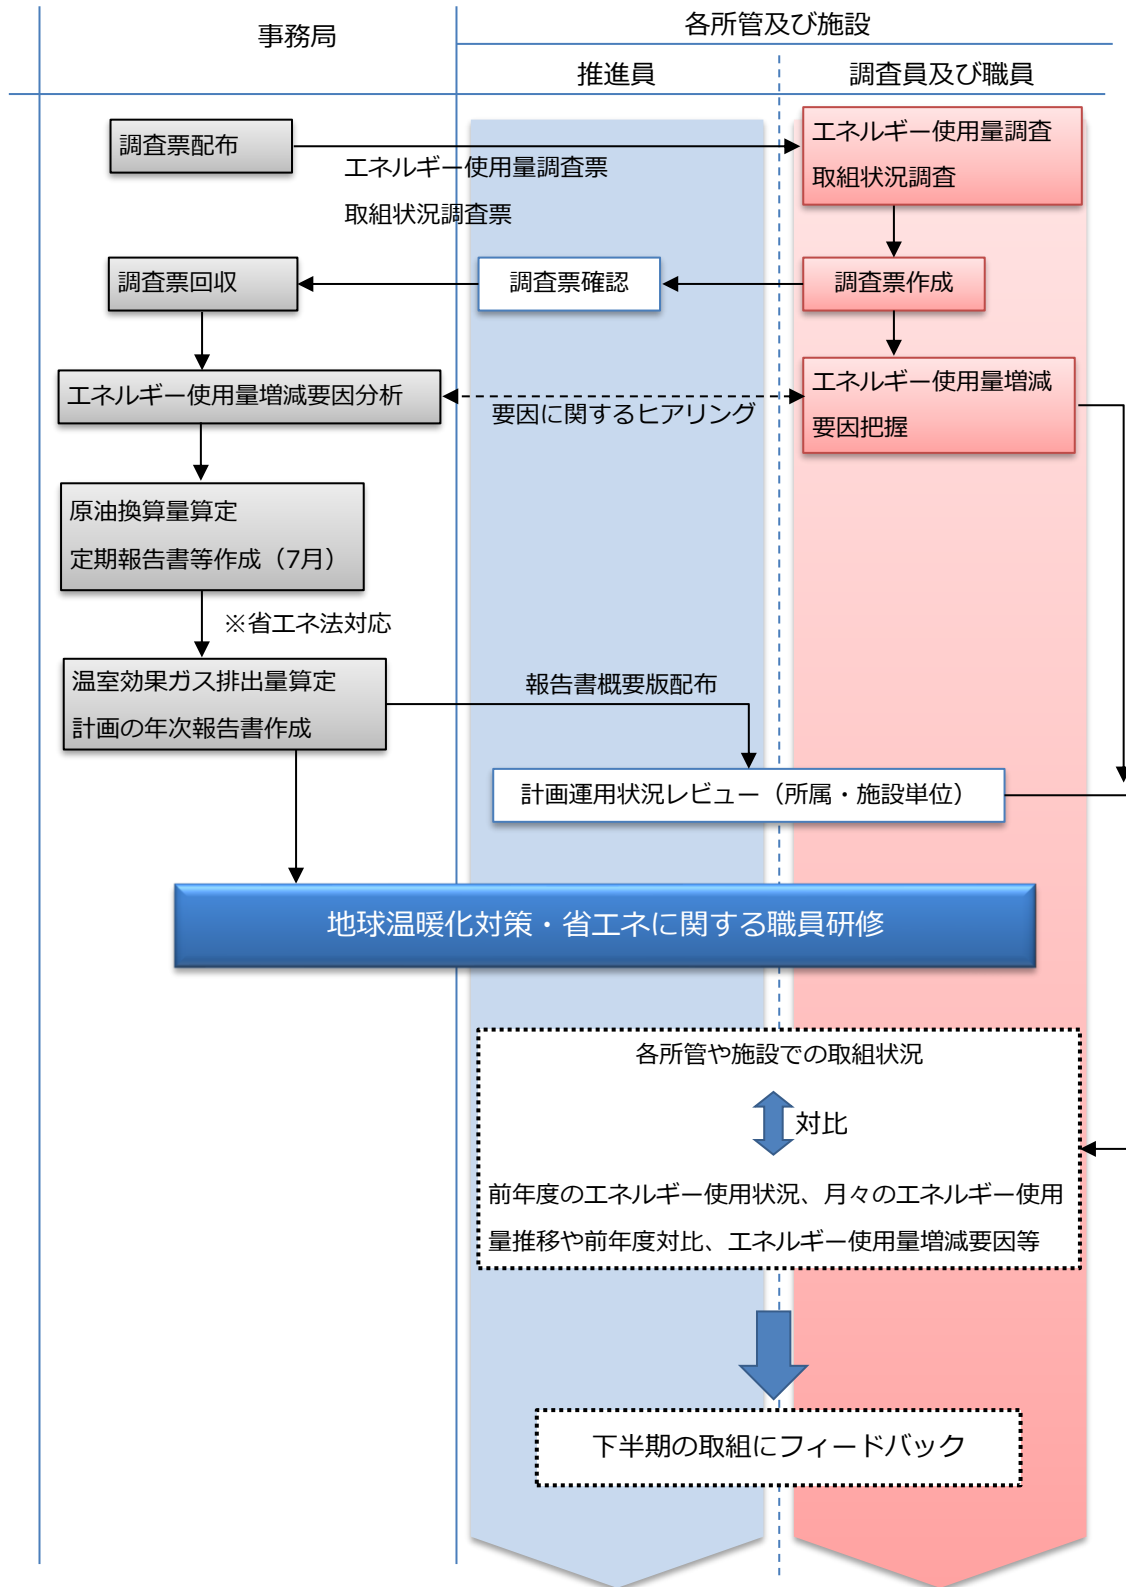 事務局
各所管及び施設
推進員
調査員及び職員
調査票配布
エネルギー使用量調査票
取組状況調査票
エネルギー使用量調査
取組状況調査
調査票回収
調査票確認
調査票作成
エネルギー使用量増減要因分析
要因に関するヒアリング
エネルギー使用量増減
要因把握
原油換算量算定
定期報告書等作成（7月）
※省エネ法対応
温室効果ガス排出量算定
計画の年次報告書作成
報告書概要版配布
計画運用状況レビュー（所属・施設単位）
地球温暖化対策・省エネに関する職員研修
各所管や施設での取組状況
対比
前年度のエネルギー使用状況、月々のエネルギー使用
量推移や前年度対比、エネルギー使用量増減要因等
下半期の取組にフィードバック